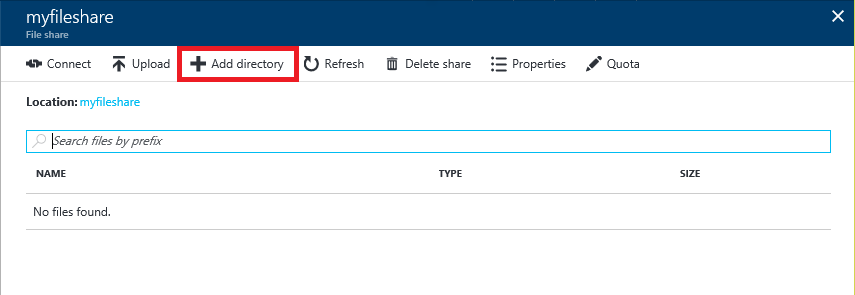 myfileshare
File share
Connect Upload Add directory Refresh Delete share Properties Quota
Location: myfileshare
Search files by prefix
NAME TYPE SIZE
No files found.